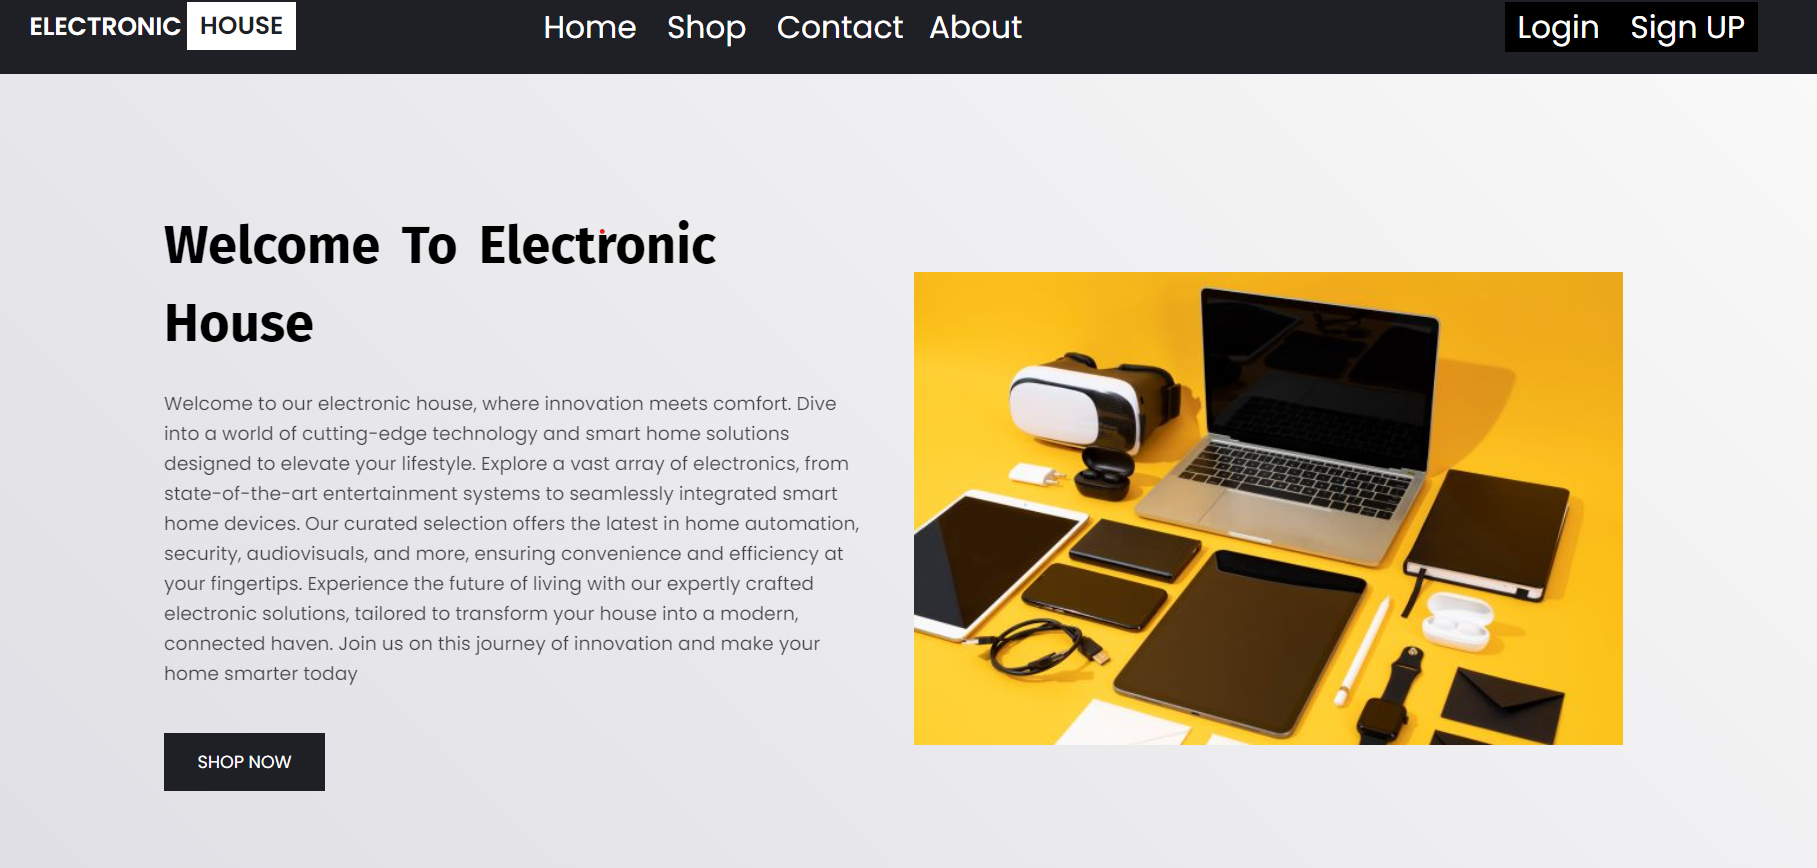 ELECTRONIC HOUSE Home Shop Contact About Login Sign UP
Welcome To Electronic
House
Welcome to our electronic house, where innovation meets comfort. Dive
into a world of cutting-edge technology and smart home solutions
designed to elevate your lifestyle. Explore a vast array of electronics, from
state-of-the-art entertainment systems to seamlessly integrated smart
home devices. Our curated selection offers the latest in home automation,
security, audiovisuals, and more, ensuring convenience and efficiency at
your fingertips. Experience the future of living with our expertly crafted
electronic solutions, tailored to transform your house into a modern,
connected haven. Join us on this journey of innovation and make your
home smarter today
SHOP NOW